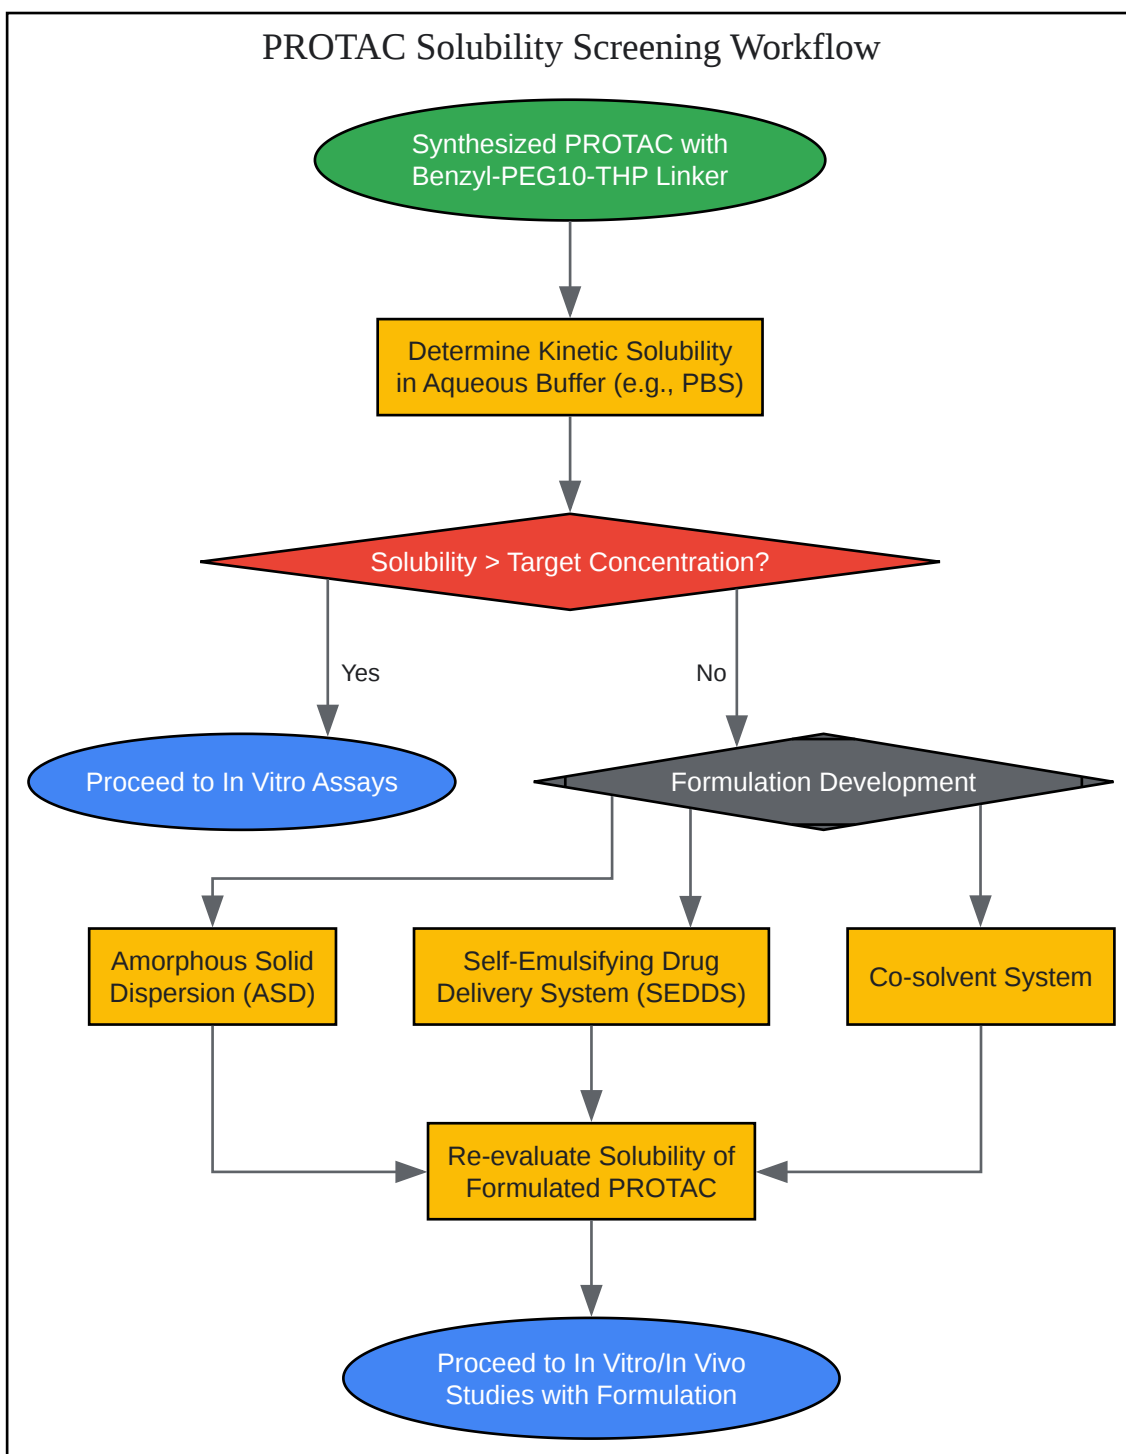 PROTAC Solubility Screening Workflow
Synthesized PROTAC with
Benzyl-PEG10-THP Linker
Determine Kinetic Solubility
in Aqueous Buffer (e.g., PBS)
Solubility > Target Concentration?
Yes
No
Proceed to In Vitro Assays
Formulation Development
Amorphous Solid
Dispersion (ASD)
Self-Emulsifying Drug
Delivery System (SEDDS)
Co-solvent System
Re-evaluate Solubility of
Formulated PROTAC
Proceed to In Vitro/In Vivo
Studies with Formulation